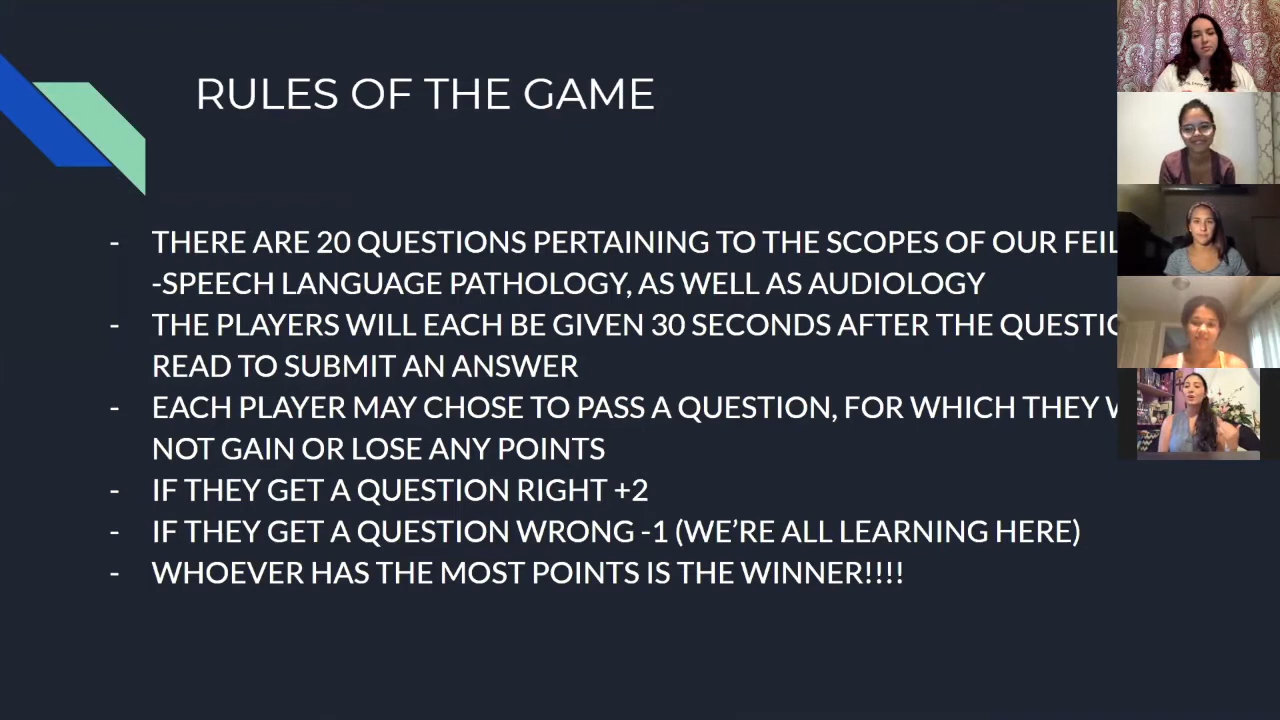 RULES OF THE GAME
- THERE ARE 20 QUESTIONS PERTAINING TO THE SCOPES OF OUR
-SPEECH LANGUAGE PATHOLOGY, AS WELL AS AUDIOLOGY
- THE PLAYERS WILL EACH BE GIVEN 30 SECONDS AFTER THE
READ TO SUBMIT AN ANSWER
- EACH PLAYER MAY CHOSE TO PASS A QUESTION, FOR WHICH THEY
NOT GAIN OR LOSE ANY POINTS
- IF THEY GET A QUESTION RIGHT +2
- IF THEY GET A QUESTION WRONG -1 (WE'RE ALL LEARNING HERE)
- WHOEVER HAS THE MOST POINTS IS THE WINNER!!!!